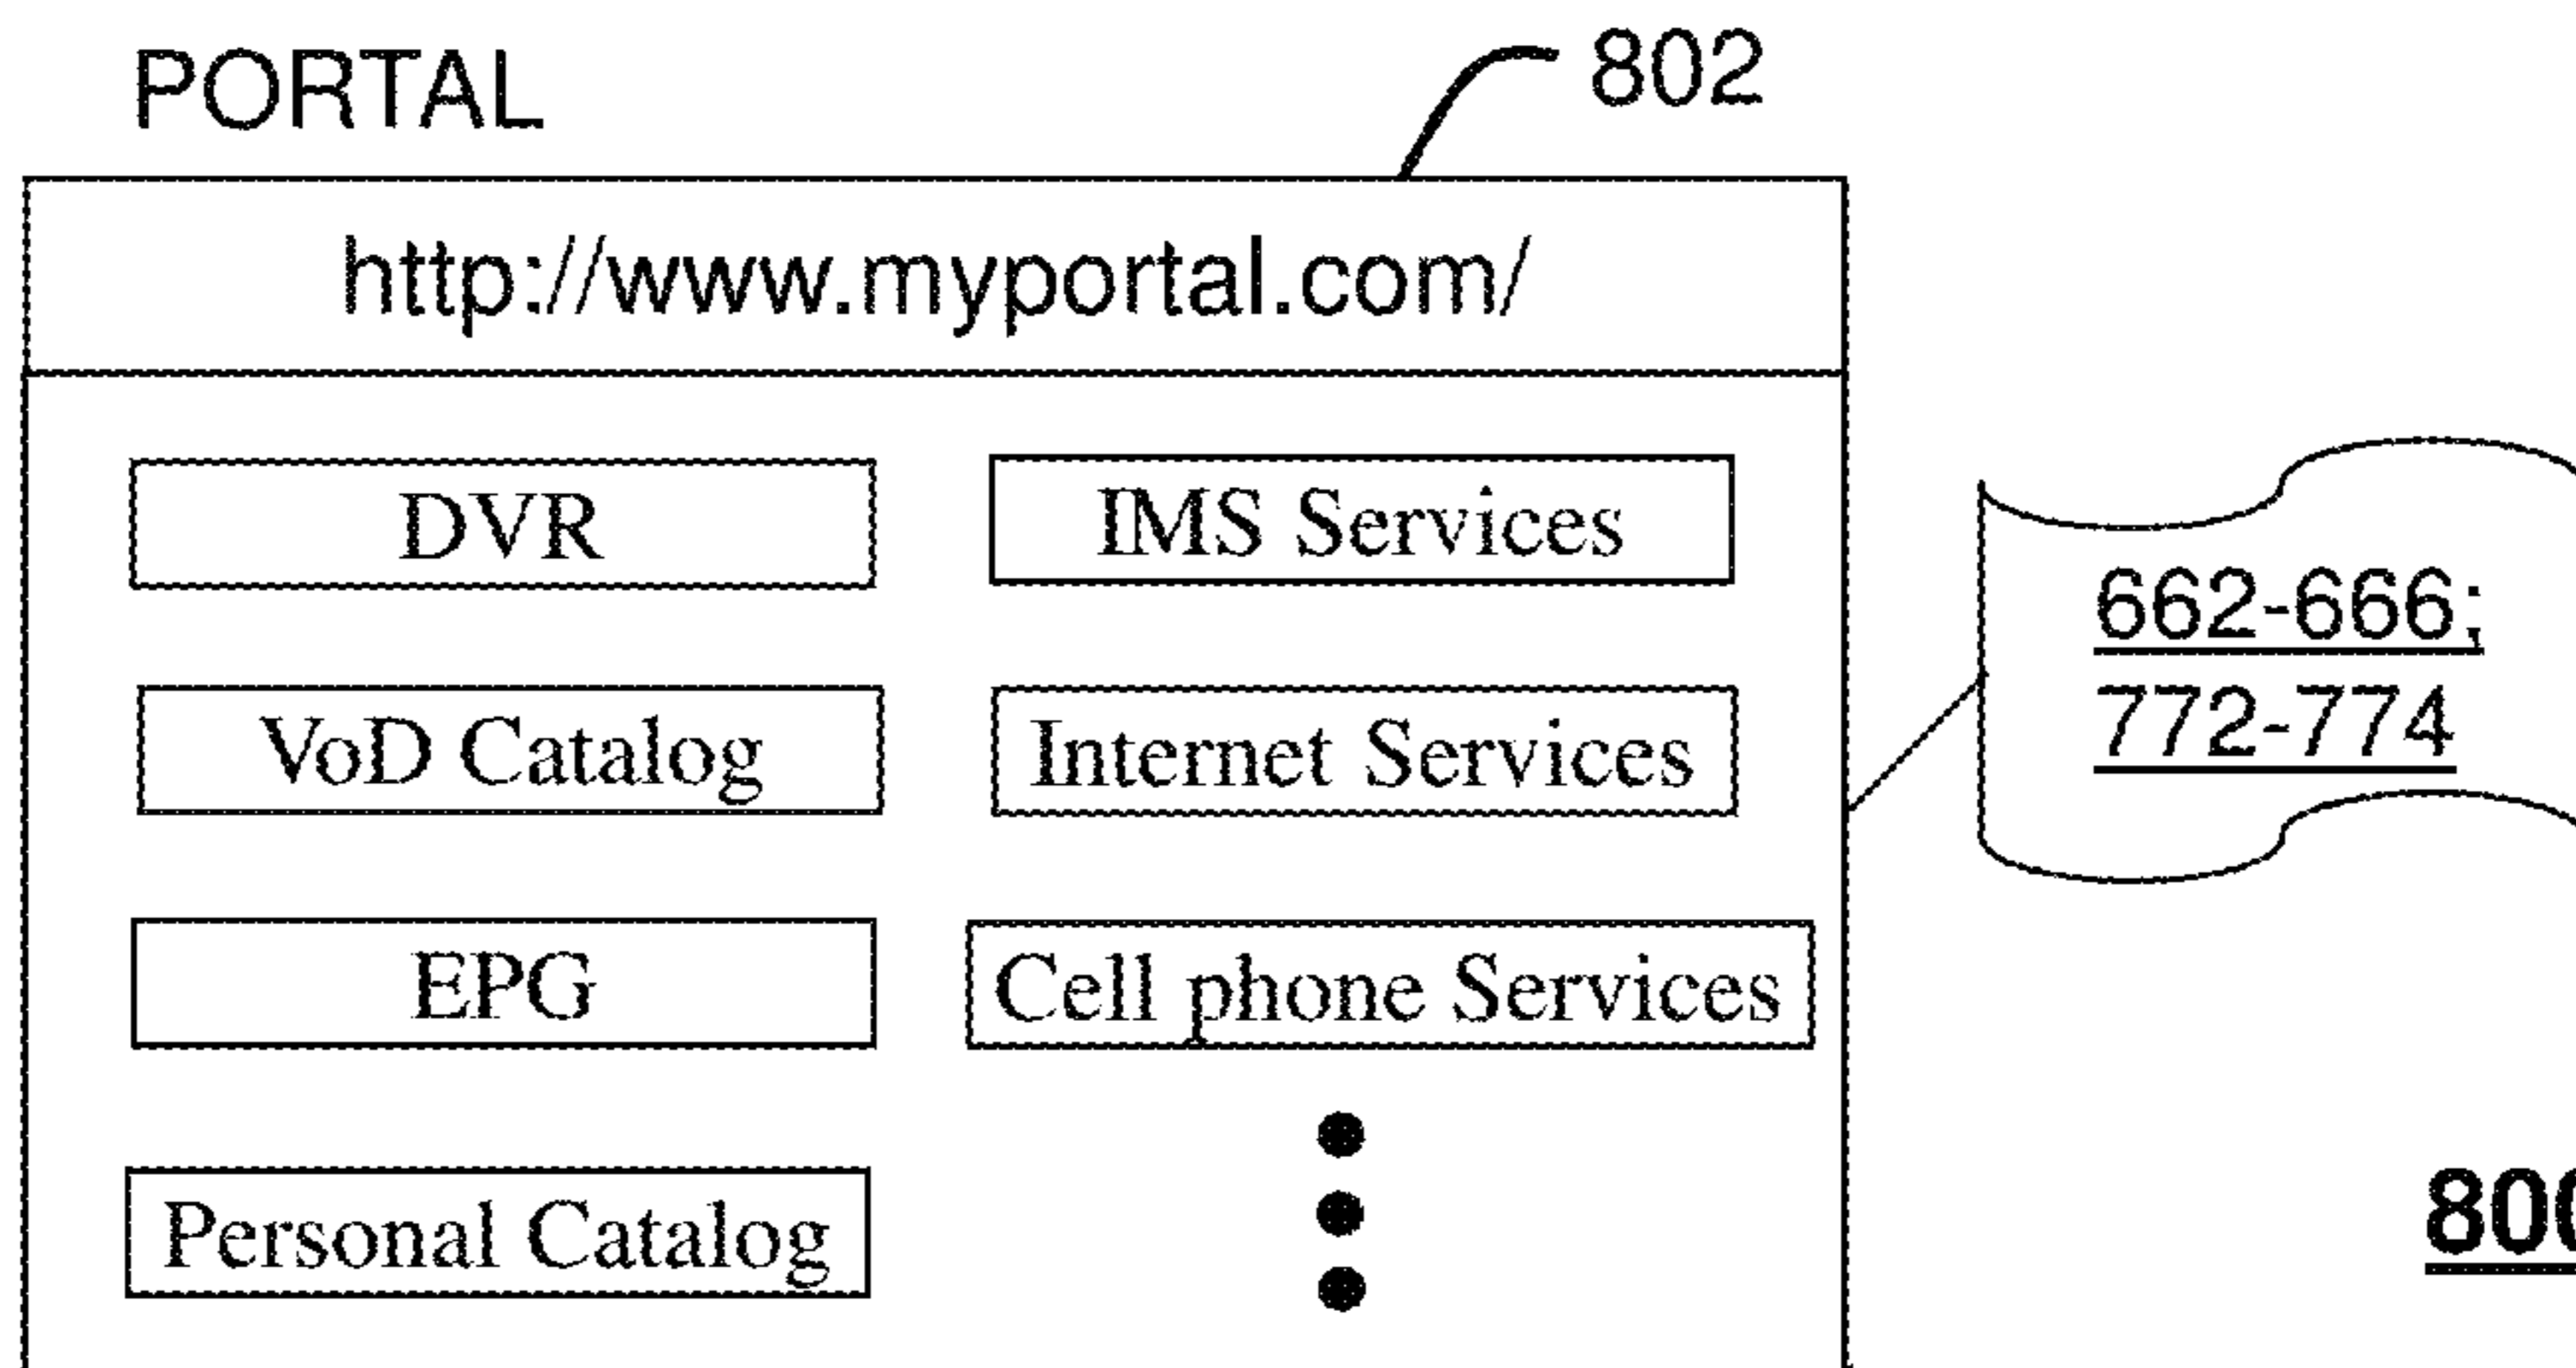 PORTAL
802
http://www.myportal.com/
DVR
IMS Services
VoD Catalog
Internet Services
662-666;
772-774
EPG
Cell phone Services
Personal Catalog
800